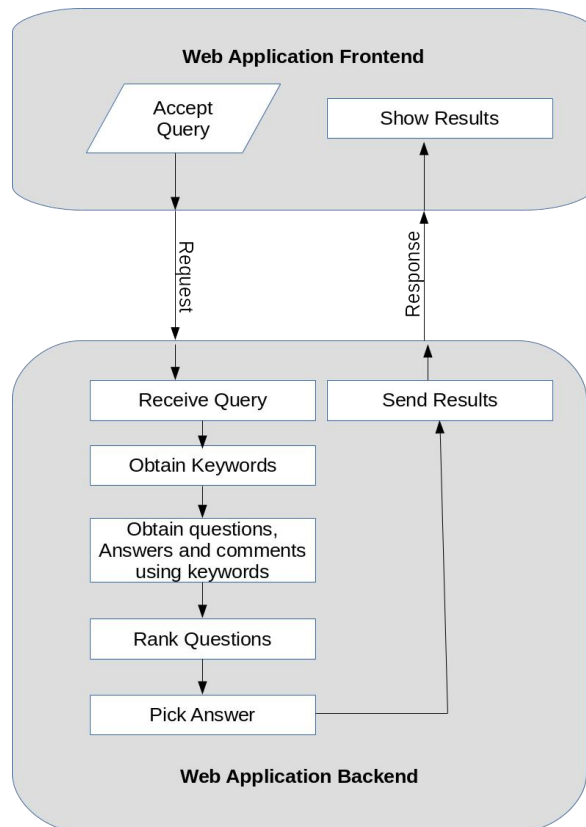 Web Application Frontend
Accept
Query
Show Results
Request
Response
Receive Query
Send Results
Obtain Keywords
Obtain questions,
Answers and comments
using keywords
Rank Questions
Pick Answer
Web Application Backend